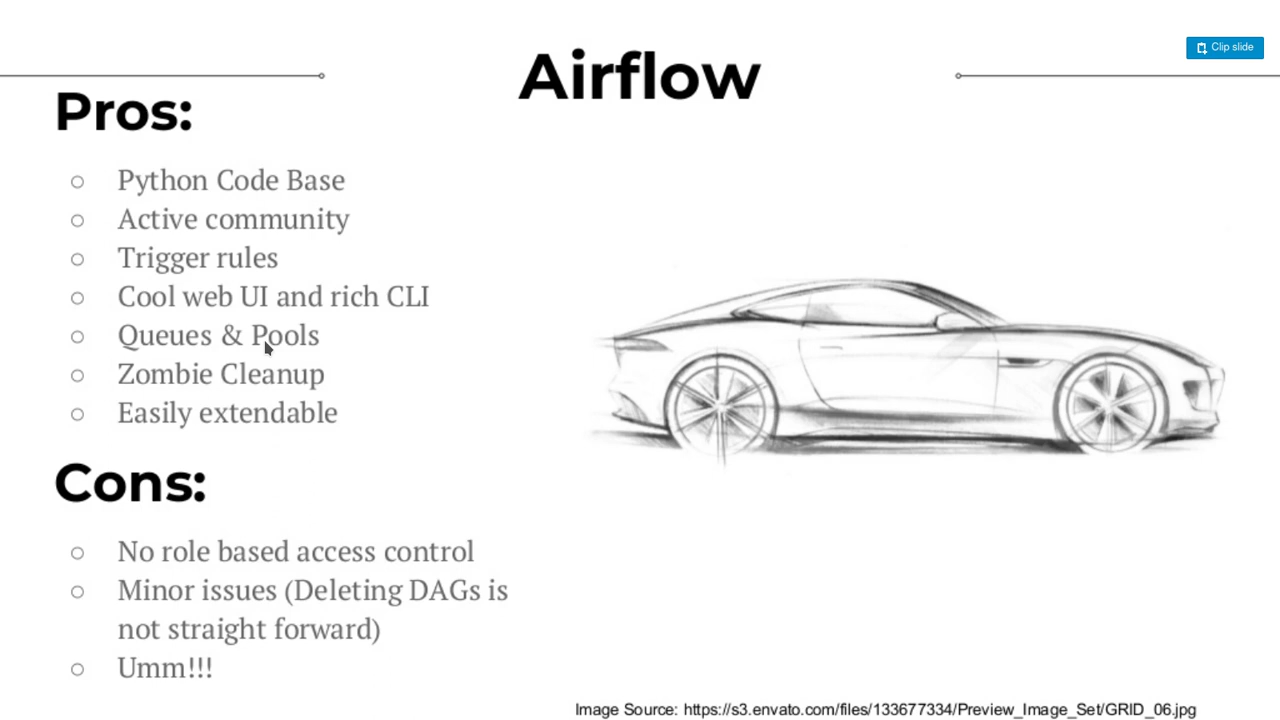 Clip slide
Airflow
Pros:
Python Code Base
Active community
Trigger rules
Cool web UI and rich CLI
Queues & Pools
Zombie Cleanup
Easily extendable
Cons:
No role based access control
Minor issues (Deleting DAGs is
not straight forward)
Umm!!!
Image Source: https://s3.envato.com/files/133677334/Preview_Image_Set/GRID_06.jpg